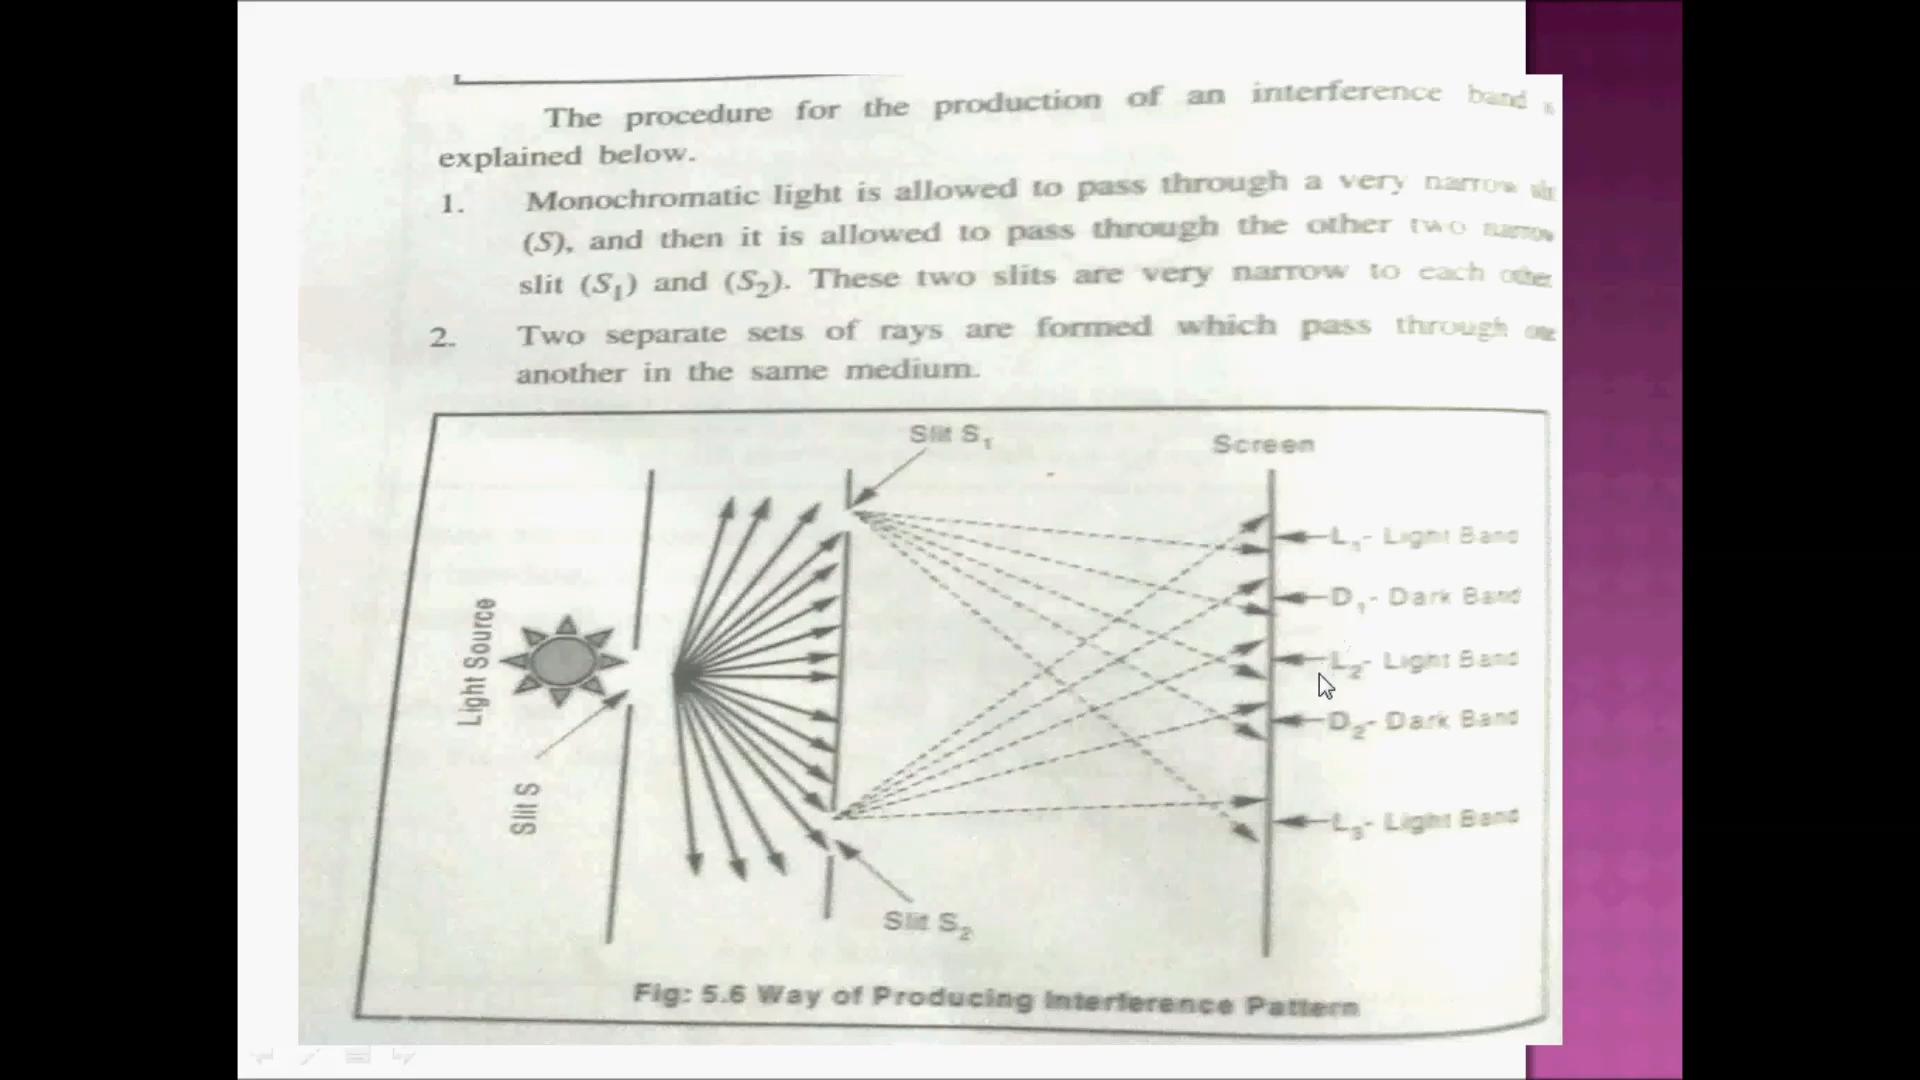 The procedure for the production of an interference band
explained below.
1. Monochromatic light is allowed to pass through a very narrow
(S), and then it is allowed to pass through the other two narrow
slit (S1) and (S2). These two slits are very narrow to each other.
2. Two separate sets of rays are formed which pass through one
another in the same medium.
Slit S1
Screen
L1- Light Band
D1- Dark Band
Light Source
L2- Light Band
D2- Dark Band
Slit S
L3- Light Band
Slit S2
Fig: 5.6 Way of Producing Interference Pattern